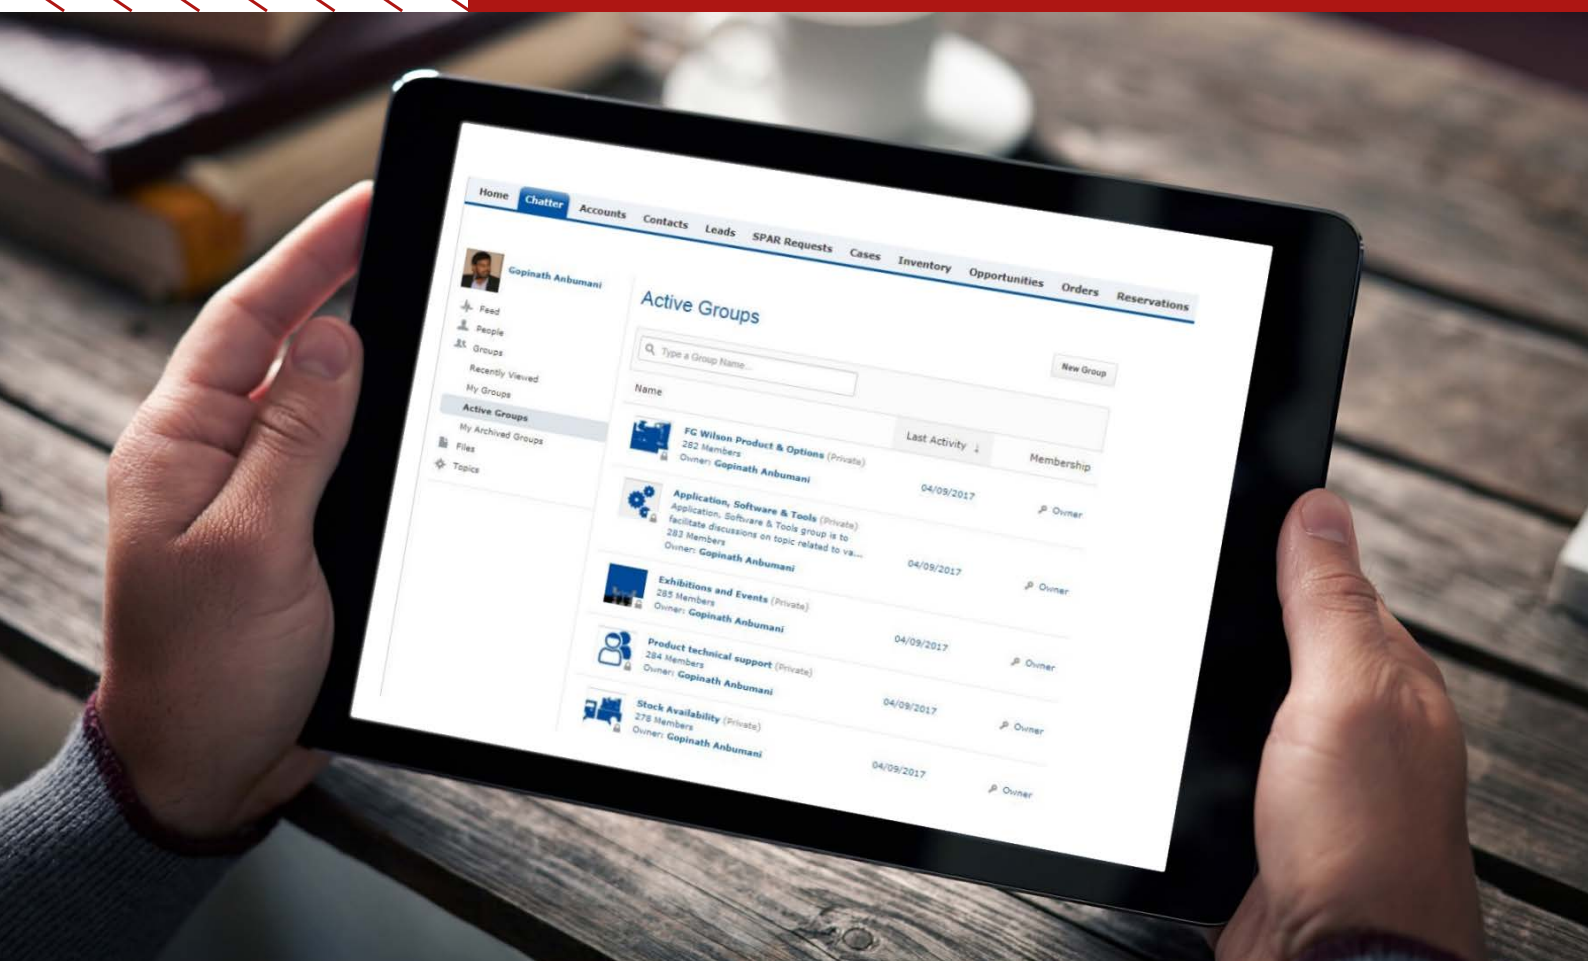 Home Chatter Accounts Contacts Leads SPAR Requests Cases Inventory Opportunities Orders Reservations
Gopinath Anbumani
Feed
People
Groups
Recently Viewed
My Groups
Active Groups
My Archived Groups
Files
Topics
Active Groups
New Group
Type a Group Name...
Name Last Activity ↓ Membership
FG Wilson Product & Options (Private)
282 Members
Owner: Gopinath Anbumani
04/09/2017 Owner
Application, Software & Tools (Private)
Application, Software & Tools group is to
facilitate discussions on topic related to va...
283 Members
Owner: Gopinath Anbumani
04/09/2017 Owner
Exhibitions and Events (Private)
285 Members
Owner: Gopinath Anbumani
04/09/2017 Owner
Product technical support (Private)
284 Members
Owner: Gopinath Anbumani
04/09/2017 Owner
Stock Availability (Private)
278 Members
Owner: Gopinath Anbumani
04/09/2017 Owner